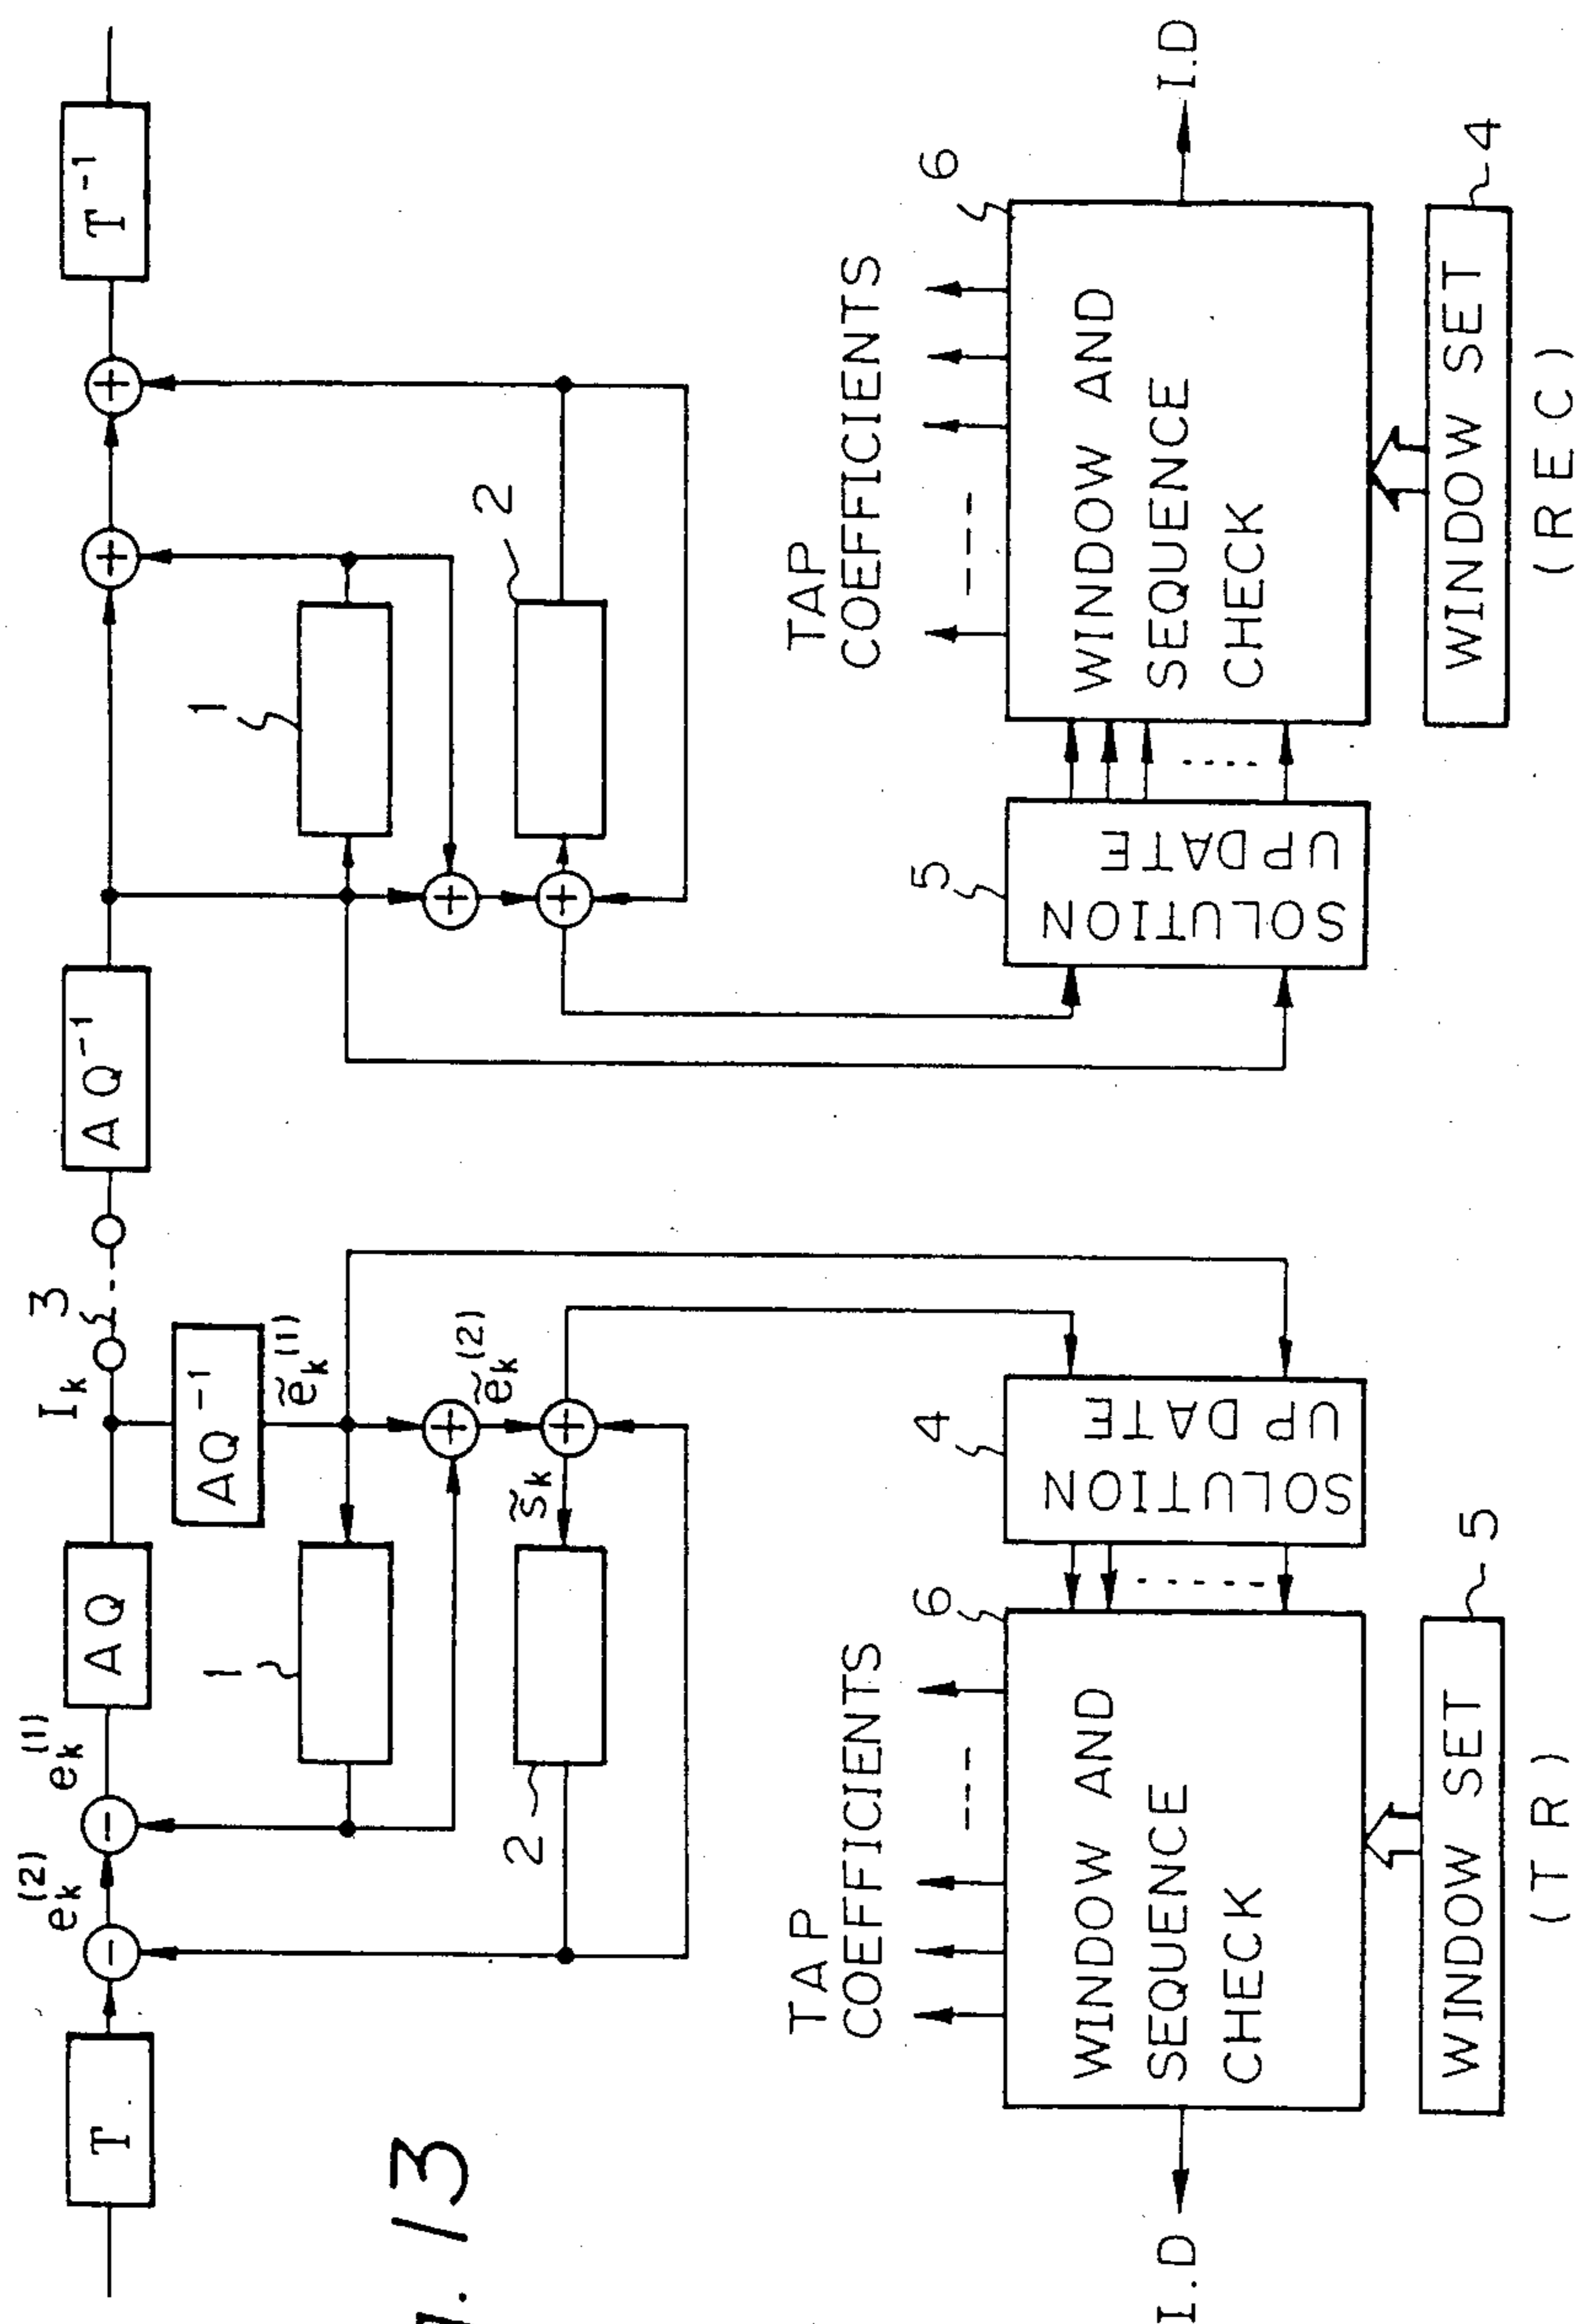 T
e_k^(2)
e_k^(1)
AQ
I_k
3
AQ^-1
T^-1
AQ^-1
ẽ_k^(1)
ẽ_k^(2)
s̃_k
1
2
1
2
13
TAP
COEFFICIENTS
6
WINDOW AND
SEQUENCE
CHECK
4
SOLUTION
UPDATE
I.D
WINDOW SET
5
(TR)
TAP
COEFFICIENTS
5
SOLUTION
UPDATE
6
WINDOW AND
SEQUENCE
CHECK
I.D
WINDOW SET
4
(REC)